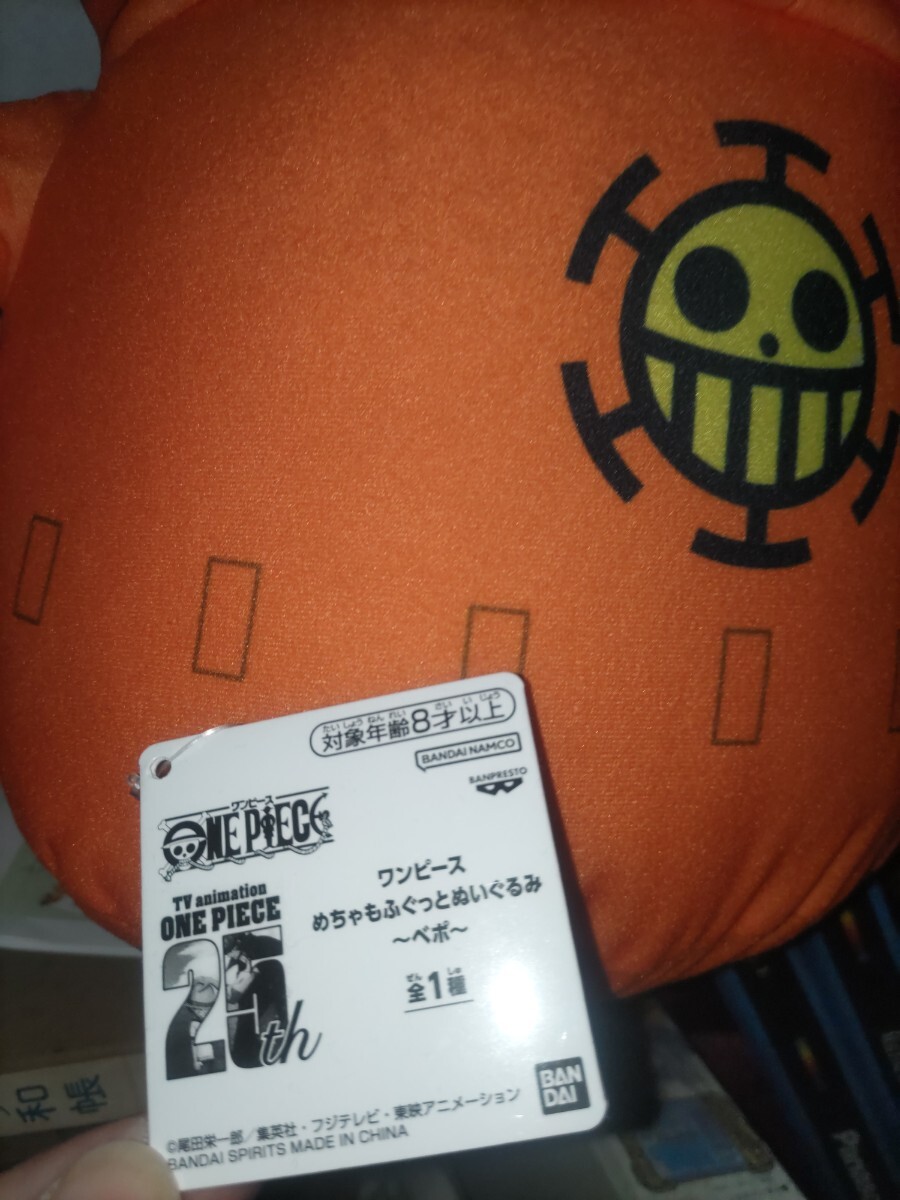 たいしょうねんれい さい いじょう
対象年齢8才以上
BANDAI NAMCO
BANPRESTO
ワンピース
ONE PIECE
TV animation
ONE PIECE
25th
ワンピース
めちゃもふぐっとぬいぐるみ
～ベポ～
ぜん しゅ
全1種
BAN
DAI
©尾田栄一郎／集英社・フジテレビ・東映アニメーション
BANDAI SPIRITS MADE IN CHINA
和帳
Panasonic